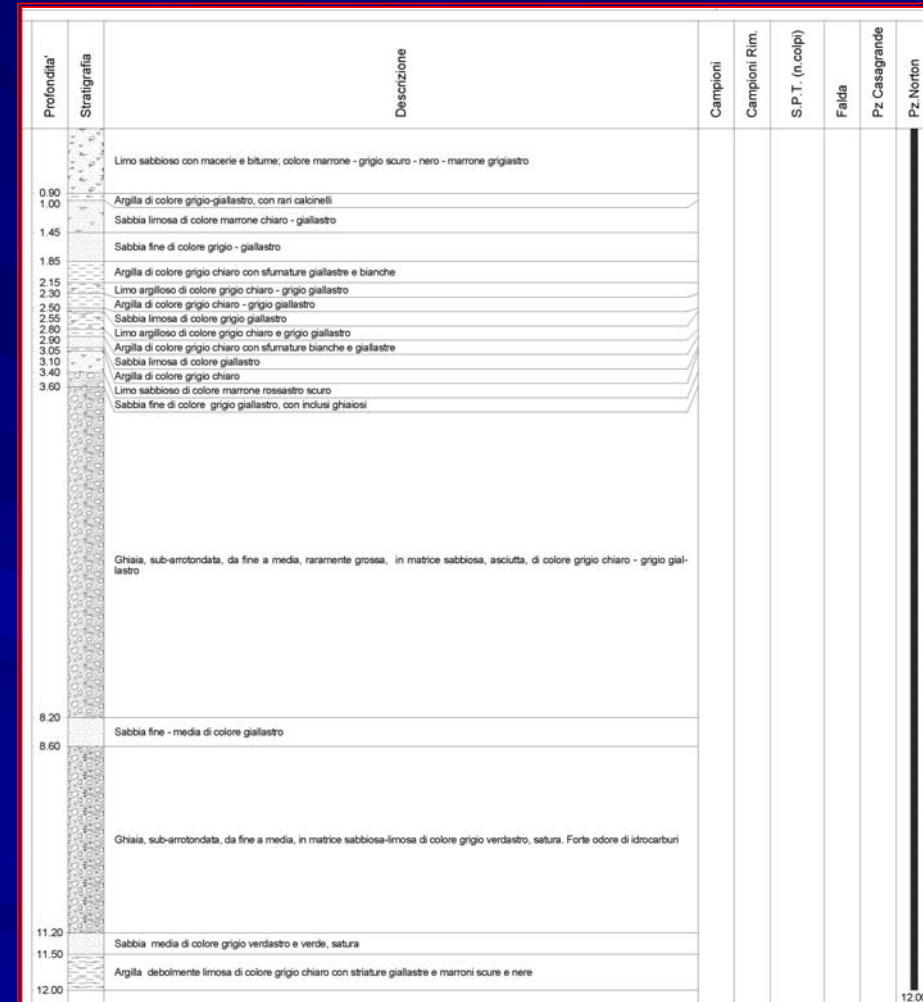 Profondita'
Stratigrafia
Descrizione
Campioni
Campioni Rim.
S.P.T. (n.colpi)
Falda
Pz Casagrande
Pz.Norton
Limo sabbioso con macerie e bitume; colore marrone - grigio scuro - nero - marrone grigiastro
0.90
Argilla di colore grigio-giallastro, con rari calcinelli
1.00
Sabbia limosa di colore marrone chiaro - giallastro
1.45
Sabbia fine di colore grigio - giallastro
1.85
Argilla di colore grigio chiaro con sfumature giallastre e bianche
2.15
Limo argilloso di colore grigio chiaro - grigio giallastro
2.30
Argilla di colore grigio chiaro - grigio giallastro
2.50
Sabbia limosa di colore grigio giallastro
2.55
Limo argilloso di colore grigio chiaro e grigio giallastro
2.80
Argilla di colore grigio chiaro con sfumature bianche e giallastre
2.90
Sabbia limosa di colore giallastro
3.05
Argilla di colore grigio chiaro
3.10
Limo sabbioso di colore marrone rossastro scuro
3.40
Sabbia fine di colore grigio giallastro, con inclusi ghiaiosi
3.60
Ghiaia, sub-arrotondata, da fine a media, raramente grossa, in matrice sabbiosa, asciutta, di colore grigio chiaro - grigio gial-
lastro
8.20
Sabbia fine - media di colore giallastro
8.60
Ghiaia, sub-arrotondata, da fine a media, in matrice sabbiosa-limosa di colore grigio verdastro, satura. Forte odore di idrocarburi
11.20
Sabbia media di colore grigio verdastro e verde, satura
11.50
Argilla debolmente limosa di colore grigio chiaro con striature giallastre e marroni scure e nere
12.00
12.00